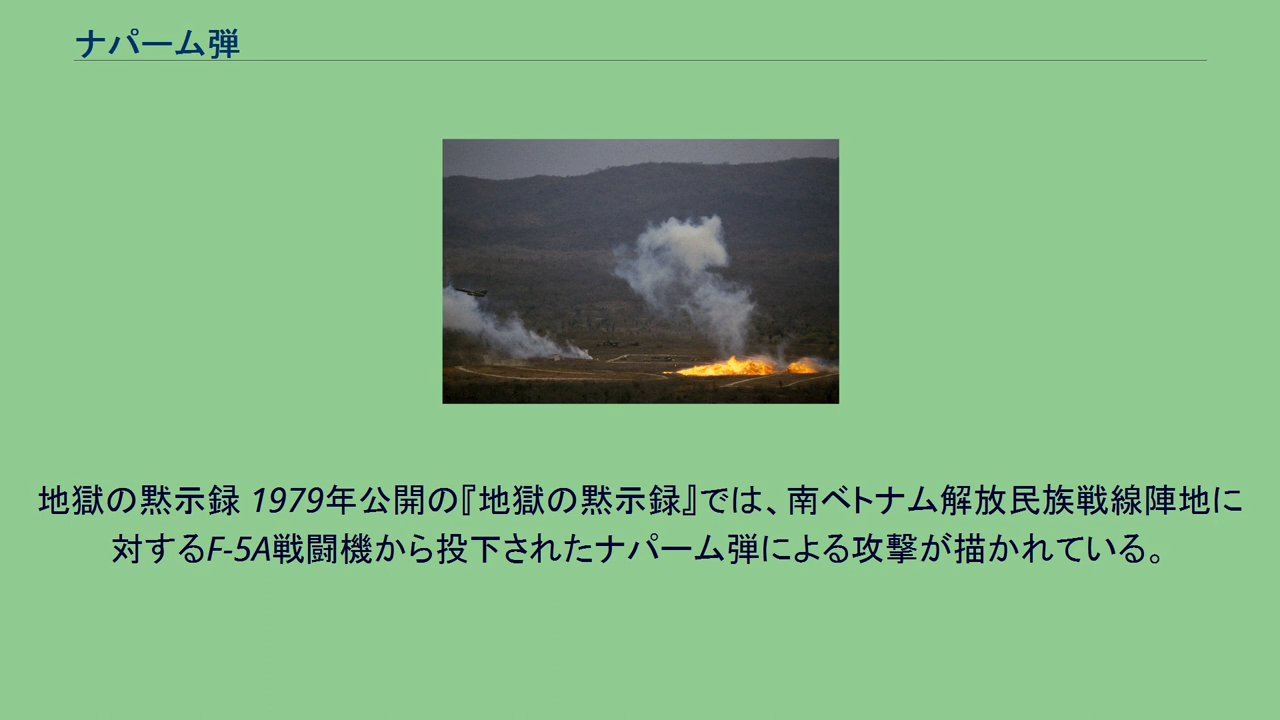 ナパーム弾
地獄の黙示録 1979年公開の『地獄の黙示録』では、南ベトナム解放民族戦線陣地に
対するF-5A戦闘機から投下されたナパーム弾による攻撃が描かれている。